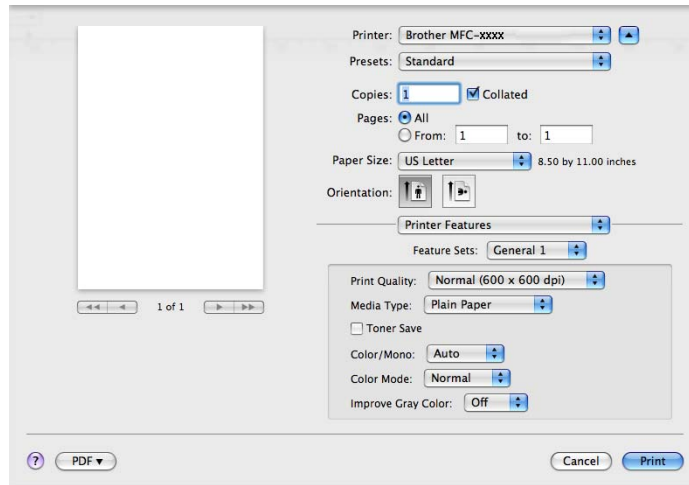 Printer: Brother MFC-xxxx
Presets: Standard
Copies: 1 Collated
Pages: All
From: 1 to: 1
Paper Size: US Letter 8.50 by 11.00 inches
Orientation:
Printer Features
Feature Sets: General 1
Print Quality: Normal (600 x 600 dpi)
Media Type: Plain Paper
Toner Save
Color/Mono: Auto
Color Mode: Normal
Improve Gray Color: Off
1 of 1
? PDF▼ Cancel Print